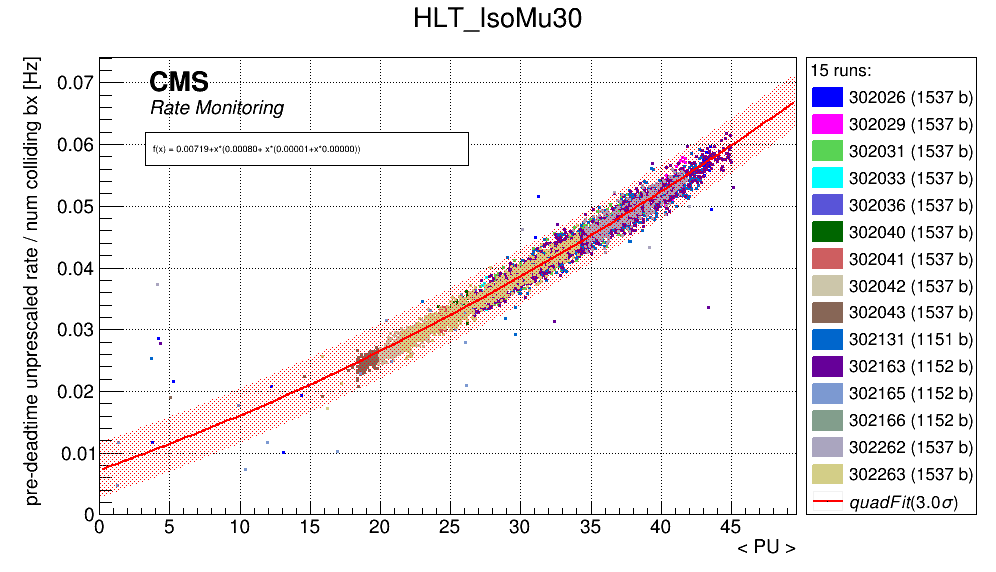 HLT_IsoMu30
pre-deadtime unprescaled rate / num colliding bx [Hz]
0.07
0.06
0.05
0.04
0.03
0.02
0.01
0
CMS
Rate Monitoring
f(x) = 0.00719+x*(0.00080+ x*(0.00001+x*0.00000))
0 5 10 15 20 25 30 35 40 45
< PU >
15 runs:
302026 (1537 b)
302029 (1537 b)
302031 (1537 b)
302033 (1537 b)
302036 (1537 b)
302040 (1537 b)
302041 (1537 b)
302042 (1537 b)
302043 (1537 b)
302131 (1151 b)
302163 (1152 b)
302165 (1152 b)
302166 (1152 b)
302262 (1537 b)
302263 (1537 b)
quadFit(3.0σ)